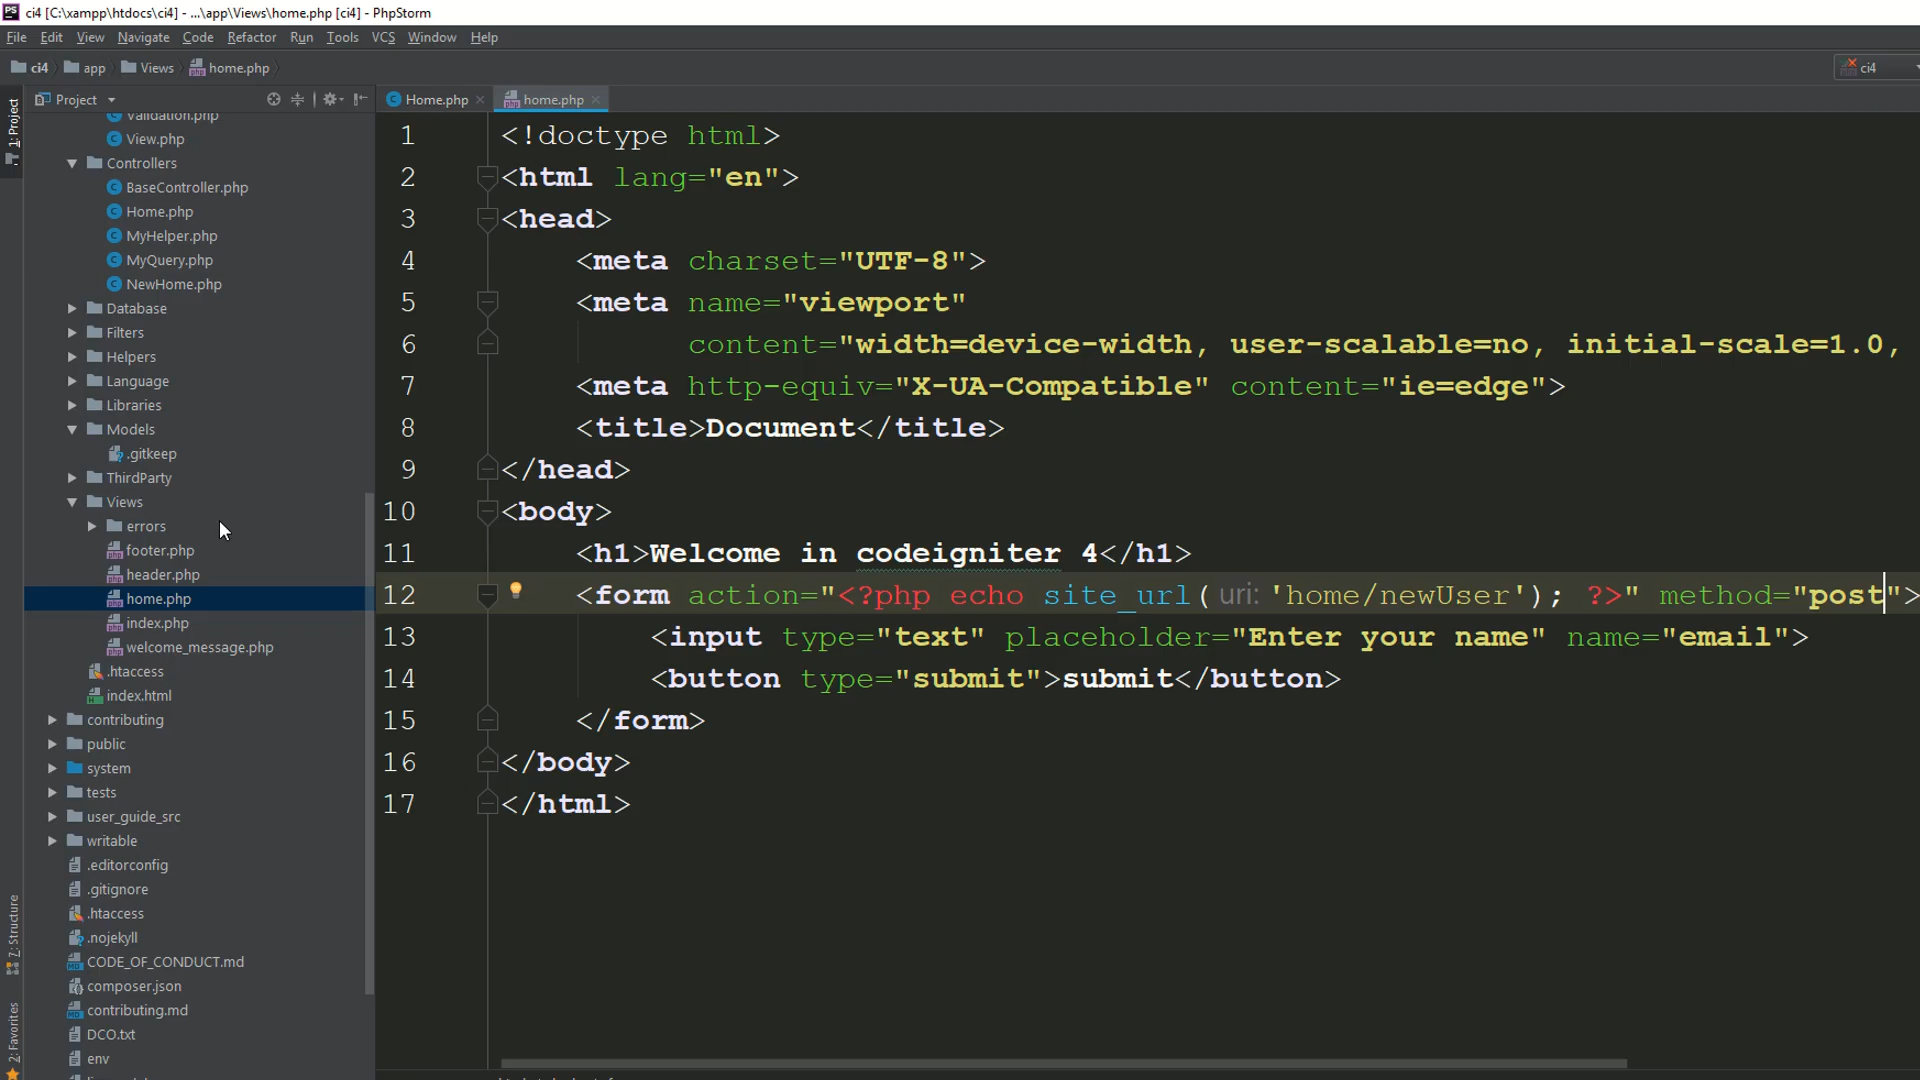 PS ci4 [C:\xampp\htdocs\ci4] - ...\app\Views\home.php [ci4] - PhpStorm
File Edit View Navigate Code Refactor Run Tools VCS Window Help
ci4 app Views home.php ci4
Project Home.php home.php
1: Project
7: Structure
2: Favorites
Validation.php
View.php
Controllers
BaseController.php
Home.php
MyHelper.php
MyQuery.php
NewHome.php
Database
Filters
Helpers
Language
Libraries
Models
.gitkeep
ThirdParty
Views
errors
footer.php
header.php
home.php
index.php
welcome_message.php
.htaccess
index.html
contributing
public
system
tests
user_guide_src
writable
.editorconfig
.gitignore
.htaccess
.nojekyll
CODE_OF_CONDUCT.md
composer.json
contributing.md
DCO.txt
env
1 <!doctype html>
2 <html lang="en">
3 <head>
4 <meta charset="UTF-8">
5 <meta name="viewport"
6 content="width=device-width, user-scalable=no, initial-scale=1.0,
7 <meta http-equiv="X-UA-Compatible" content="ie=edge">
8 <title>Document</title>
9 </head>
10 <body>
11 <h1>Welcome in codeigniter 4</h1>
12 <form action="<?php echo site_url( uri: 'home/newUser'); ?>" method="post">
13 <input type="text" placeholder="Enter your name" name="email">
14 <button type="submit">submit</button>
15 </form>
16 </body>
17 </html>